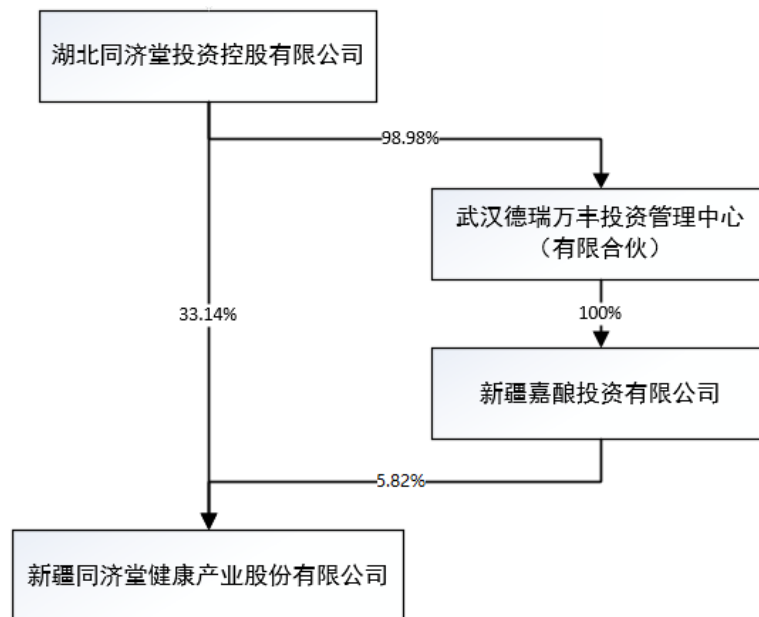 湖北同济堂投资控股有限公司
98.98%
武汉德瑞万丰投资管理中心
（有限合伙）
33.14%
100%
新疆嘉酿投资有限公司
5.82%
新疆同济堂健康产业股份有限公司